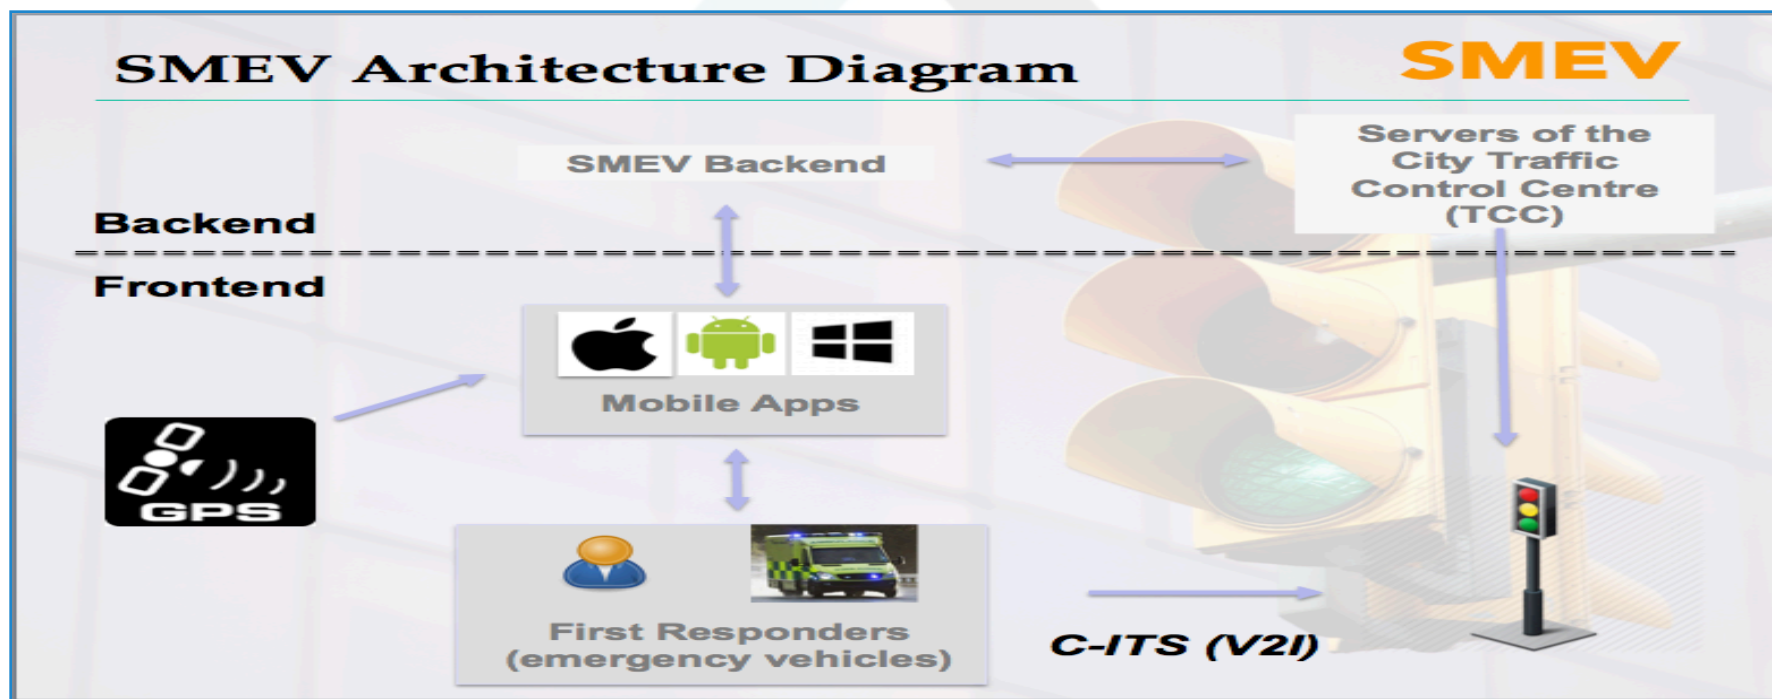 SMEV Architecture Diagram
SMEV
SMEV Backend
Servers of the
City Traffic
Control Centre
(TCC)
Backend
Frontend
Mobile Apps
GPS
First Responders
(emergency vehicles)
C-ITS (V2I)